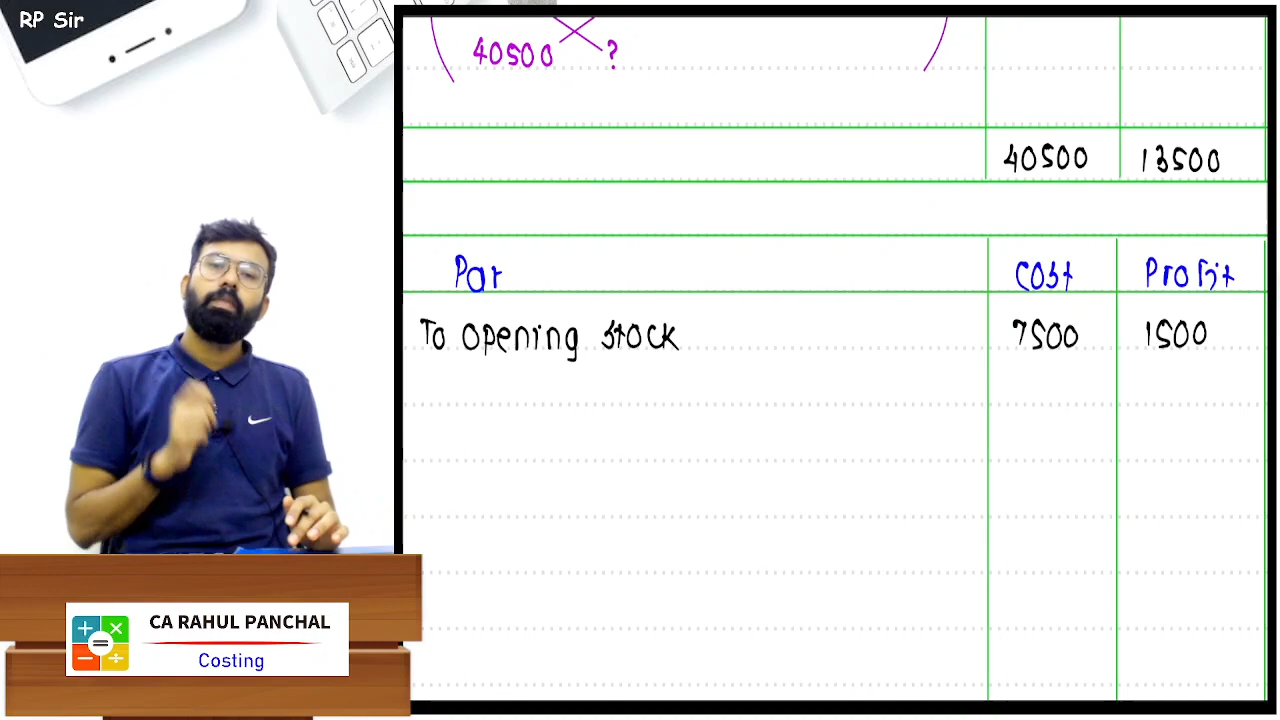 RP Sir
40500 ?
40500 13500
Par Cost Profit
To Opening Stock 7500 1500
CA RAHUL PANCHAL
Costing